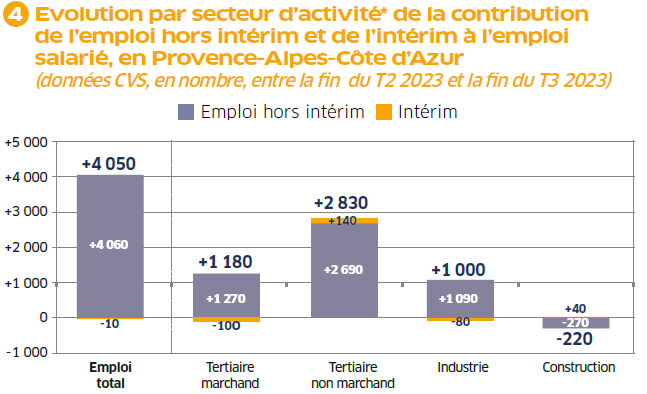 4 Evolution par secteur d'activité* de la contribution
de l'emploi hors intérim et de l'intérim à l'emploi
salarié, en Provence-Alpes-Côte d'Azur
(données CVS, en nombre, entre la fin du T2 2023 et la fin du T3 2023)
Emploi hors intérim Intérim
+5 000
+4 000
+3 000
+2 000
+1 000
0
-1 000
+4 050
+4 060
-10
+1 180
+1 270
-100
+2 830
+140
+2 690
+1 000
+1 090
-80
+40
-270
-220
Emploi
total
Tertiaire
marchand
Tertiaire
non marchand
Industrie
Construction